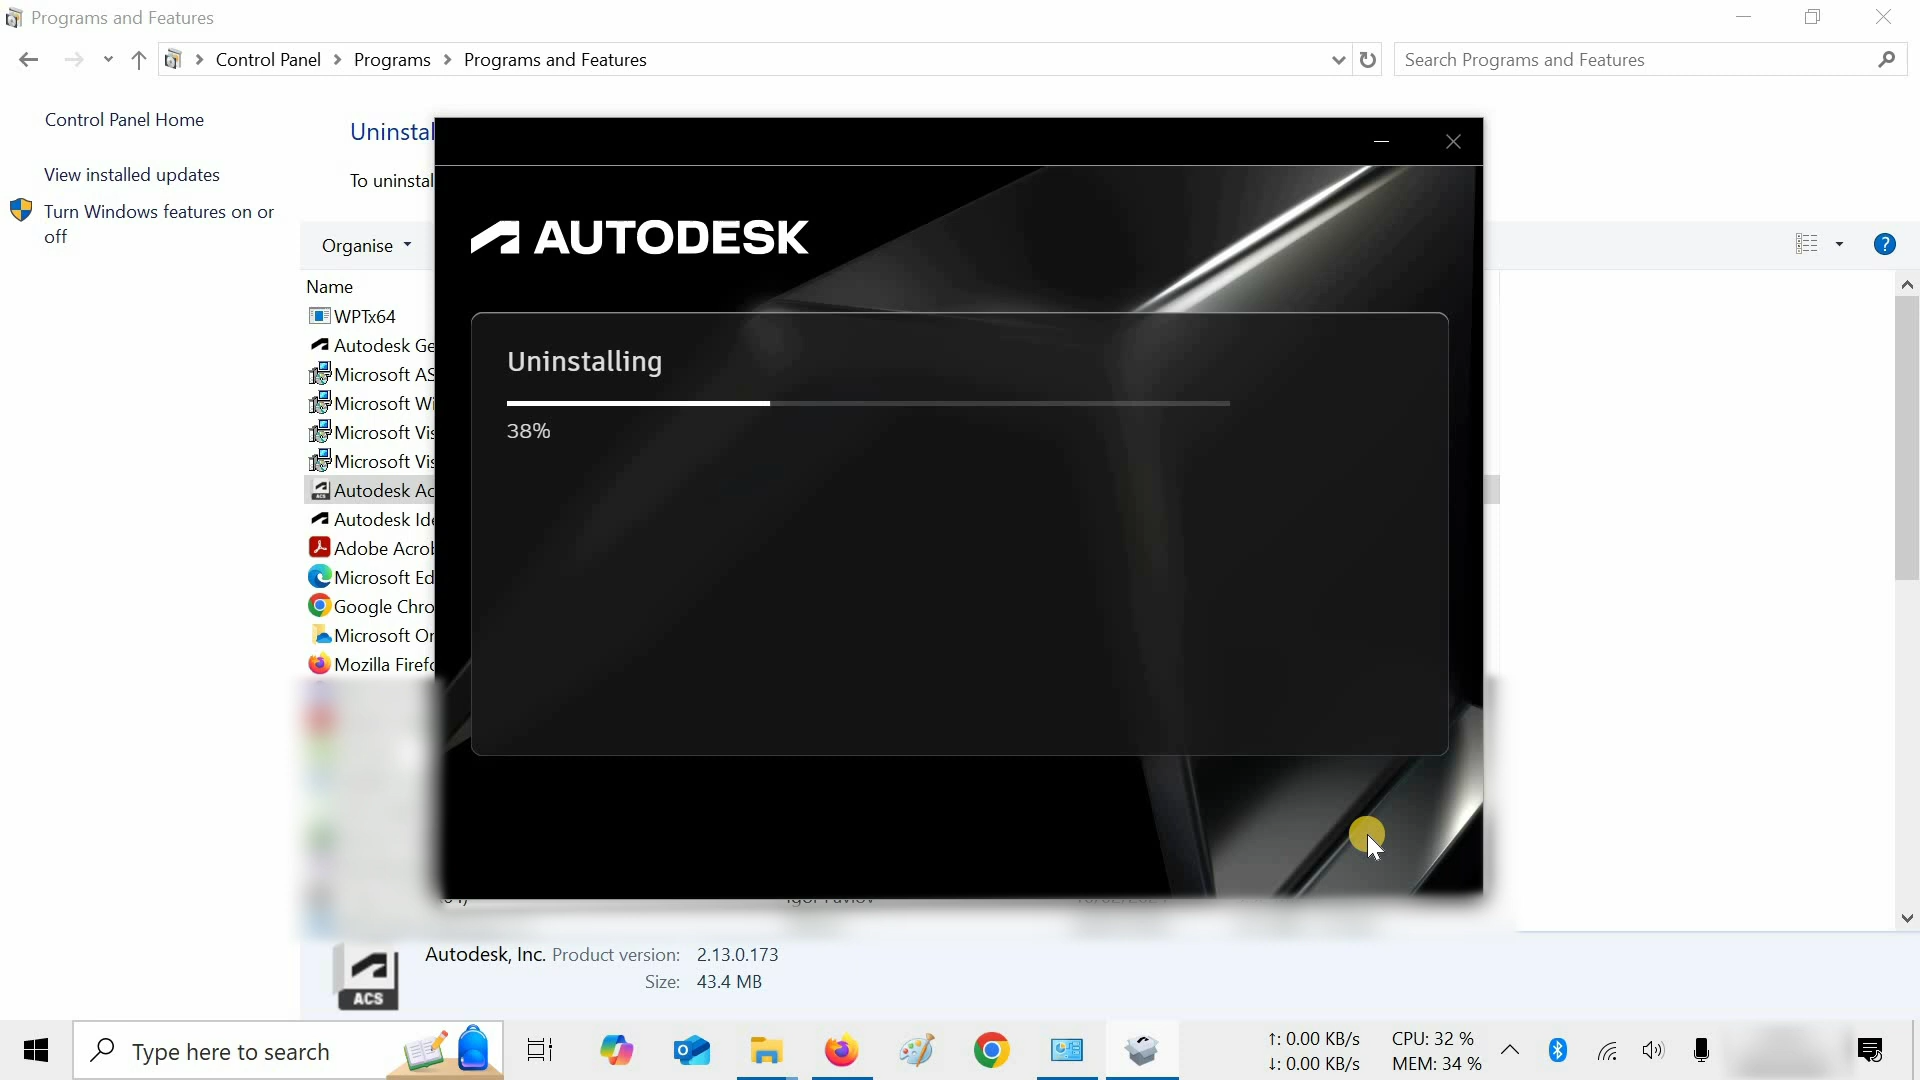 Programs and Features
Control Panel
Programs
Programs and Features
Search Programs and Features
Control Panel Home
View installed updates
Turn Windows features on or
off
Uninstal
To uninstal
Organise
Name
WPTx64
Autodesk Ge
Microsoft AS
Microsoft Wi
Microsoft Vis
Microsoft Vis
Autodesk Ac
Autodesk Ide
Adobe Acrob
Microsoft Ed
Google Chro
Microsoft Or
Mozilla Firefo
AUTODESK
Uninstalling
38%
Autodesk, Inc. Product version: 2.13.0.173
Size: 43.4 MB
ACS
Type here to search
↑: 0.00 KB/s
↓: 0.00 KB/s
CPU: 32 %
MEM: 34 %